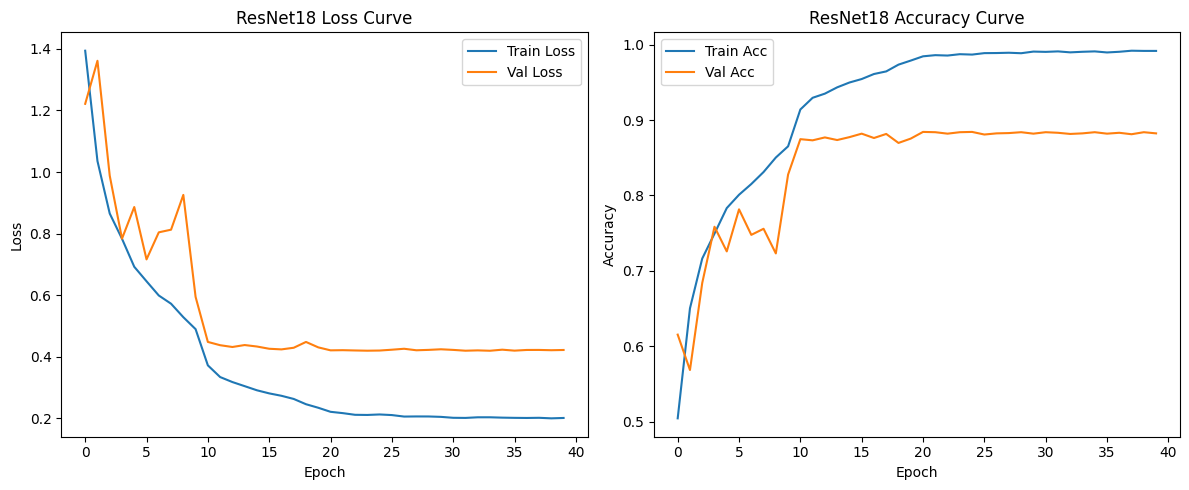 ResNet18 Loss Curve
Loss
1.4
1.2
1.0
0.8
0.6
0.4
0.2
Train Loss
Val Loss
0 5 10 15 20 25 30 35 40
Epoch
ResNet18 Accuracy Curve
Accuracy
1.0
0.9
0.8
0.7
0.6
0.5
Train Acc
Val Acc
0 5 10 15 20 25 30 35 40
Epoch